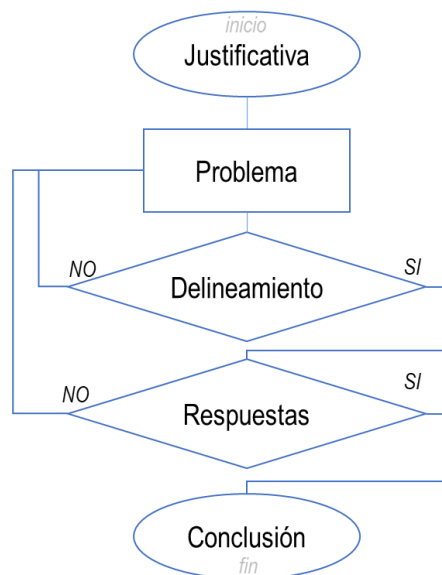 inicio
Justificativa
Problema
NO
SI
Delineamiento
NO
SI
Respuestas
Conclusión
fin